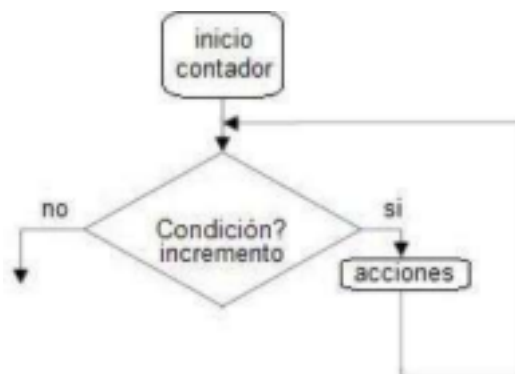 inicio
contador
no
si
Condición?
incremento
acciones